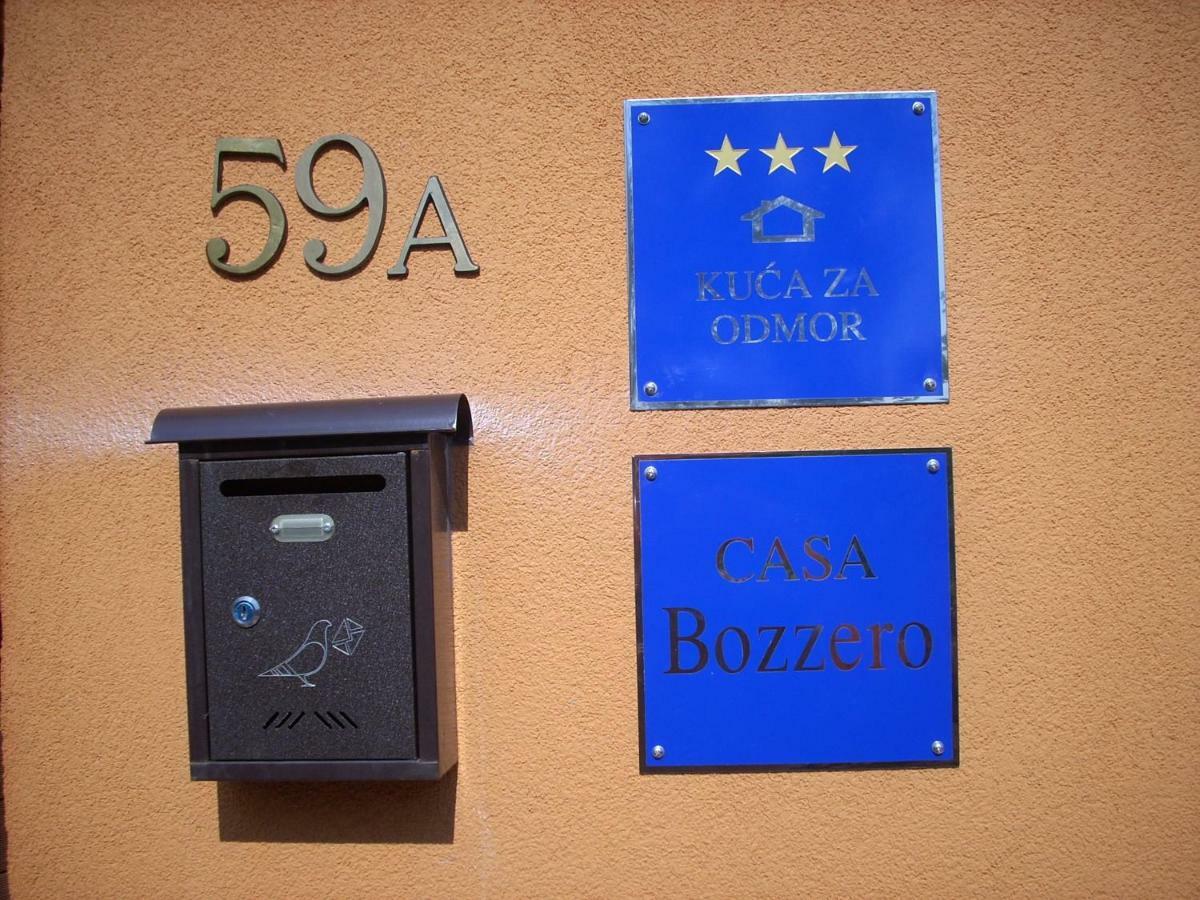 59A
KUĆA ZA
ODMOR
CASA
Bozzero